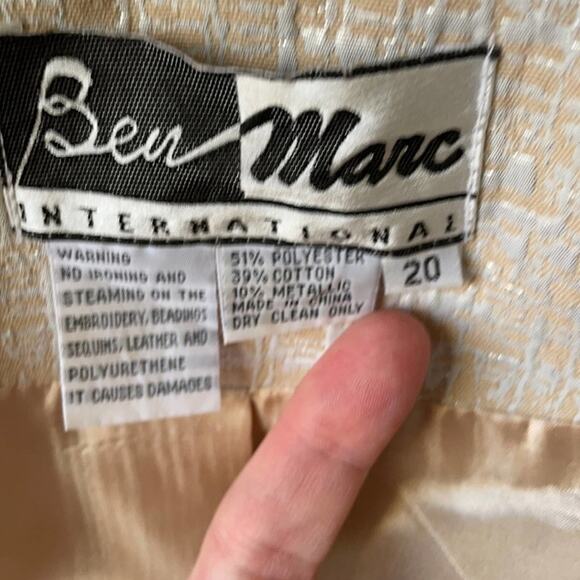 Ben Marc
INTERNATIONAL
WARNING
NO IRONING AND
STEAMING ON THE
EMBROIDERY, BEADINGS
SEQUINS, LEATHER AND
POLYURETHENE
IT CAUSES DAMAGES
51% POLYESTER
39% COTTON
10% METALLIC
MADE IN CHINA
DRY CLEAN ONLY
20